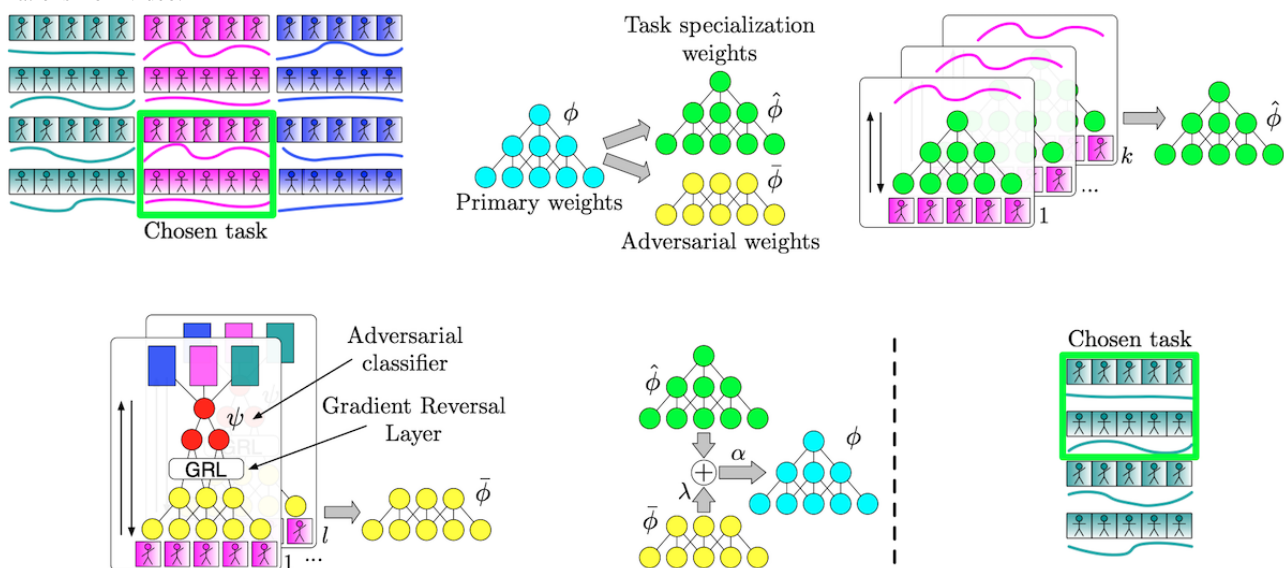 Task specialization
weights
ϕ
ϕ̂
ϕ̄
Primary weights
Adversarial weights
Chosen task
k
...
1
ϕ̂
Adversarial
classifier
Gradient Reversal
Layer
ψ
GRL
l
1 ...
ϕ̄
ϕ̂
α
ϕ
λ
ϕ̄
Chosen task